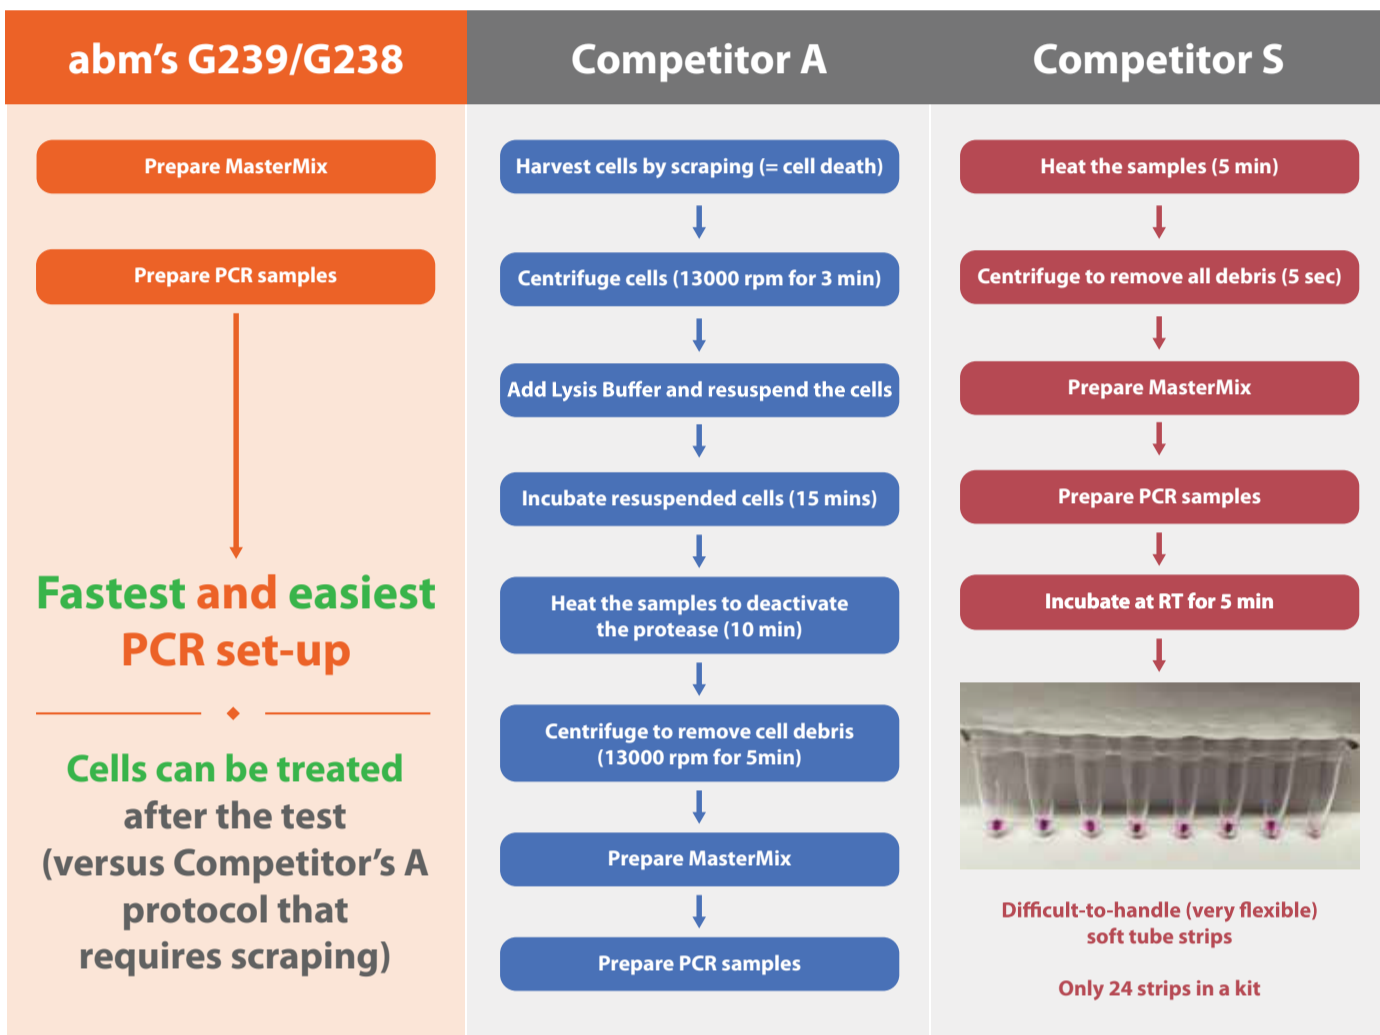 abm's G239/G238
Prepare MasterMix
Prepare PCR samples
Fastest and easiest
PCR set-up
Cells can be treated
after the test
(versus Competitor's A
protocol that
requires scraping)
Competitor A
Harvest cells by scraping (= cell death)
Centrifuge cells (13000 rpm for 3 min)
Add Lysis Buffer and resuspend the cells
Incubate resuspended cells (15 mins)
Heat the samples to deactivate
the protease (10 min)
Centrifuge to remove cell debris
(13000 rpm for 5min)
Prepare MasterMix
Prepare PCR samples
Competitor S
Heat the samples (5 min)
Centrifuge to remove all debris (5 sec)
Prepare MasterMix
Prepare PCR samples
Incubate at RT for 5 min
Difficult-to-handle (very flexible)
soft tube strips
Only 24 strips in a kit